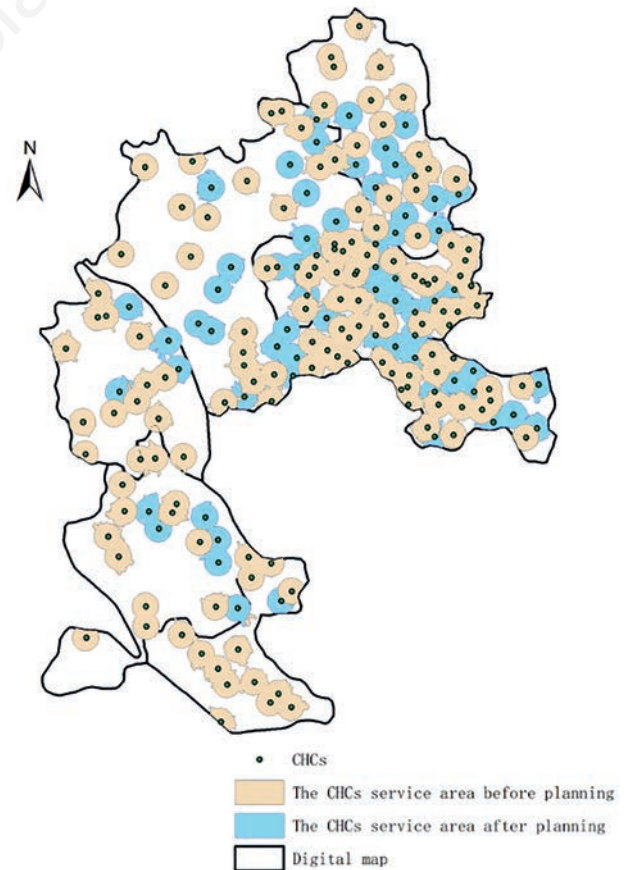 N
CHCs
The CHCs service area before planning
The CHCs service area after planning
Digital map